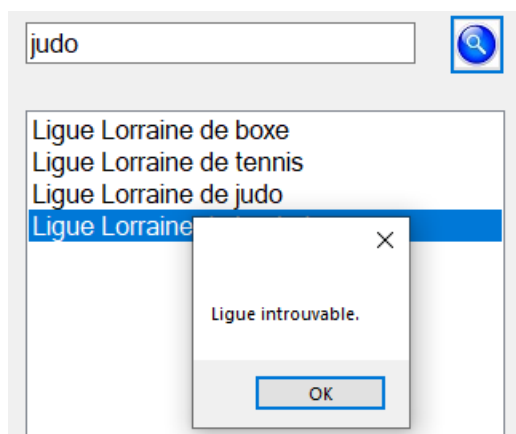 judo
Ligue Lorraine de boxe
Ligue Lorraine de tennis
Ligue Lorraine de judo
Ligue Lorraine
Ligue introuvable.
OK